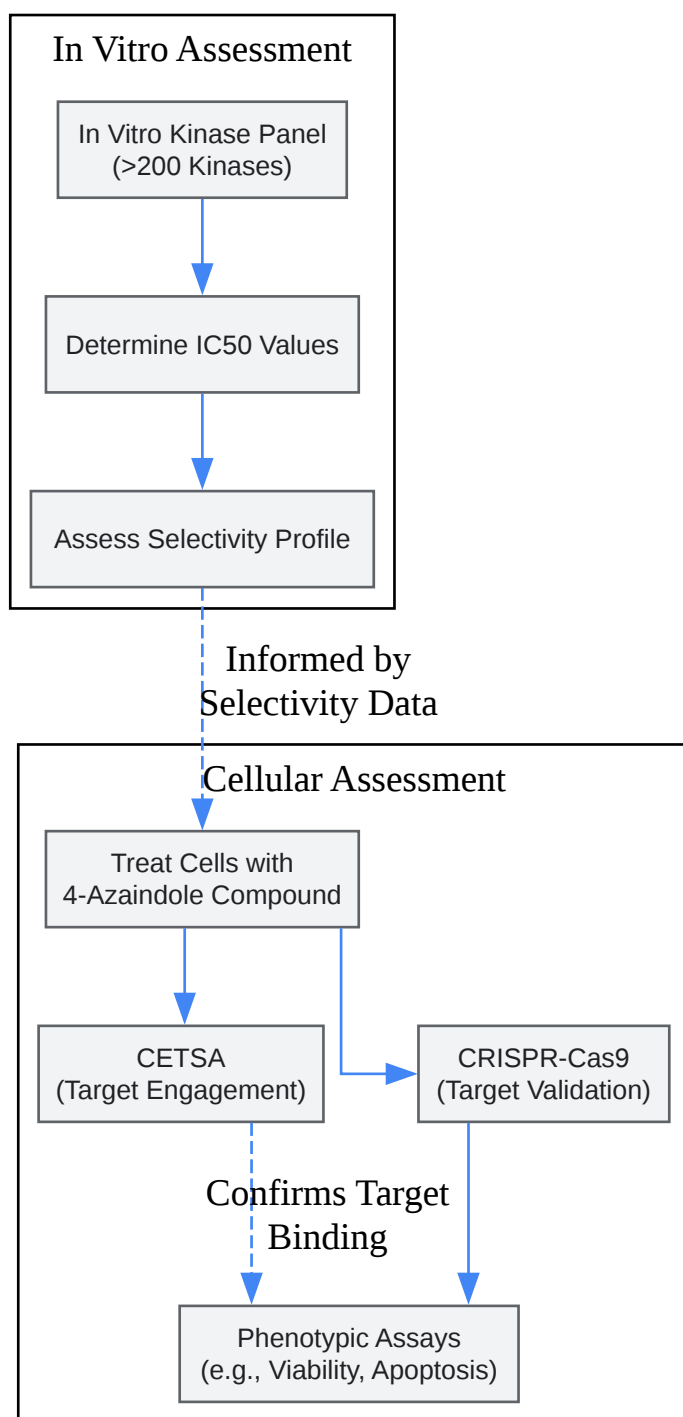 In Vitro Assessment
In Vitro Kinase Panel
(>200 Kinases)
Determine IC50 Values
Assess Selectivity Profile
Informed by
Selectivity Data
Cellular Assessment
Treat Cells with
4-Azaindole Compound
CETSA
(Target Engagement)
CRISPR-Cas9
(Target Validation)
Confirms Target
Binding
Phenotypic Assays
(e.g., Viability, Apoptosis)